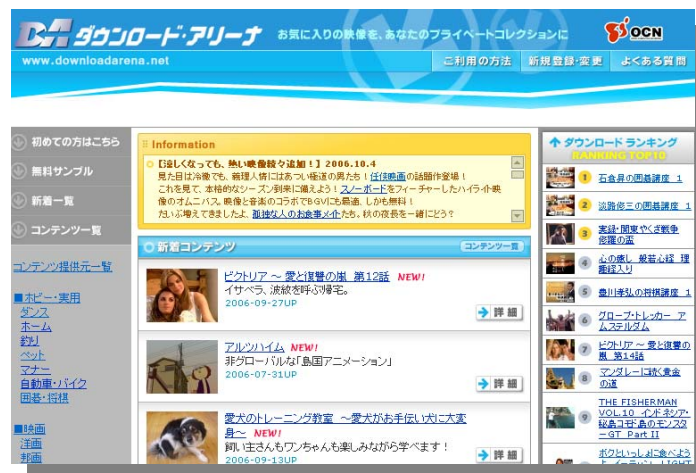 DA ダウンロード・アリーナ
お気に入りの映像を、あなたのプライベートコレクションに
OCN
www.downloadarena.net
ご利用の方法
新規登録・変更
よくある質問
初めての方はこちら
無料サンプル
新着一覧
コンテンツ一覧
コンテンツ提供元一覧
■ホビー・実用
ダンス
ホーム
釣り
ペット
マナー
自動車・バイク
囲碁・将棋
■映画
洋画
邦画
Information
【涼しくなっても、熱い映像続々追加!】2006.10.4
見た目は冷徹でも、義理人情にはあつい極道の男たち!任侠映画の話題作登場!
これを見て、本格的なシーズン到来に備えよう!スノーボードをフィーチャーしたハイライト映
像のオムニバス。映像と音楽のコラボでBGVにも最適、しかも無料!
だいぶ増えてきましたよ、孤独な人のお食事メイトたち。秋の夜長を一緒にどう?
新着コンテンツ
コンテンツ一覧
ビクトリア ~ 愛と復讐の嵐 第12話 NEW!
イサベラ、波紋を呼ぶ帰宅。
2006-09-27UP
詳 細
アルツハイム NEW!
非グローバルな「島国アニメーション」
2006-07-31UP
詳 細
愛犬のトレーニング教室 ~愛犬がお手伝い犬に大変
身~ NEW!
飼い主さんもワンちゃんも楽しみながら学べます!
2006-09-13UP
詳 細
ダウンロード ランキング
RANKING TOP10
1 石倉昇の囲碁講座 1
2 淡路修三の囲碁講座 1
3 実録・関東やくざ戦争
修羅の盃
4 心の癒し 般若心経 理
趣経入り
5 豊川孝弘の将棋講座 1
6 グローブ・トレッカー ア
ムステルダム
7 ビクトリア ~ 愛と復讐の
嵐 第14話
8 マンダレーに続く黄金
の道
9 THE FISHERMAN
VOL.10 インドネシア・
秘島コモド島のモンスタ
ーGT Part II
ボクといっしょに食べよう